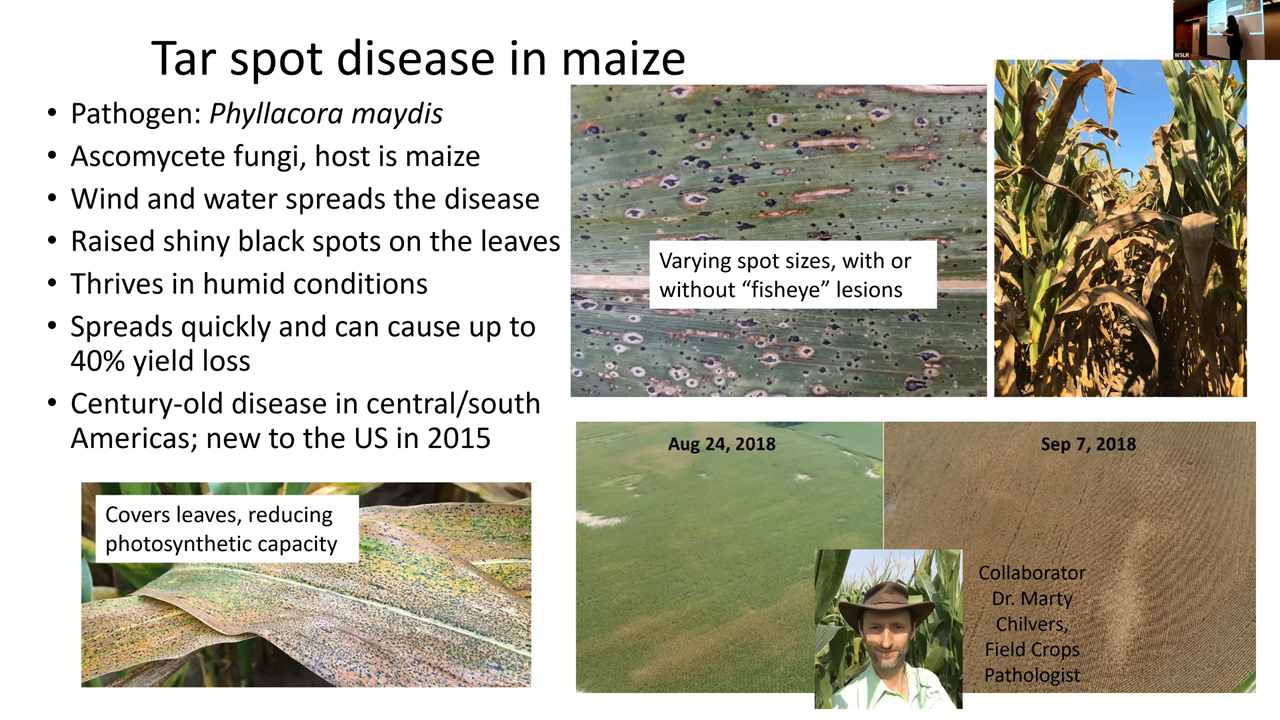 Tar spot disease in maize
• Pathogen: Phyllacora maydis
• Ascomycete fungi, host is maize
• Wind and water spreads the disease
• Raised shiny black spots on the leaves
• Thrives in humid conditions
• Spreads quickly and can cause up to
40% yield loss
• Century-old disease in central/south
Americas; new to the US in 2015
Covers leaves, reducing
photosynthetic capacity
Varying spot sizes, with or
without “fisheye” lesions
Aug 24, 2018
Sep 7, 2018
Collaborator
Dr. Marty
Chilvers,
Field Crops
Pathologist
WSLR